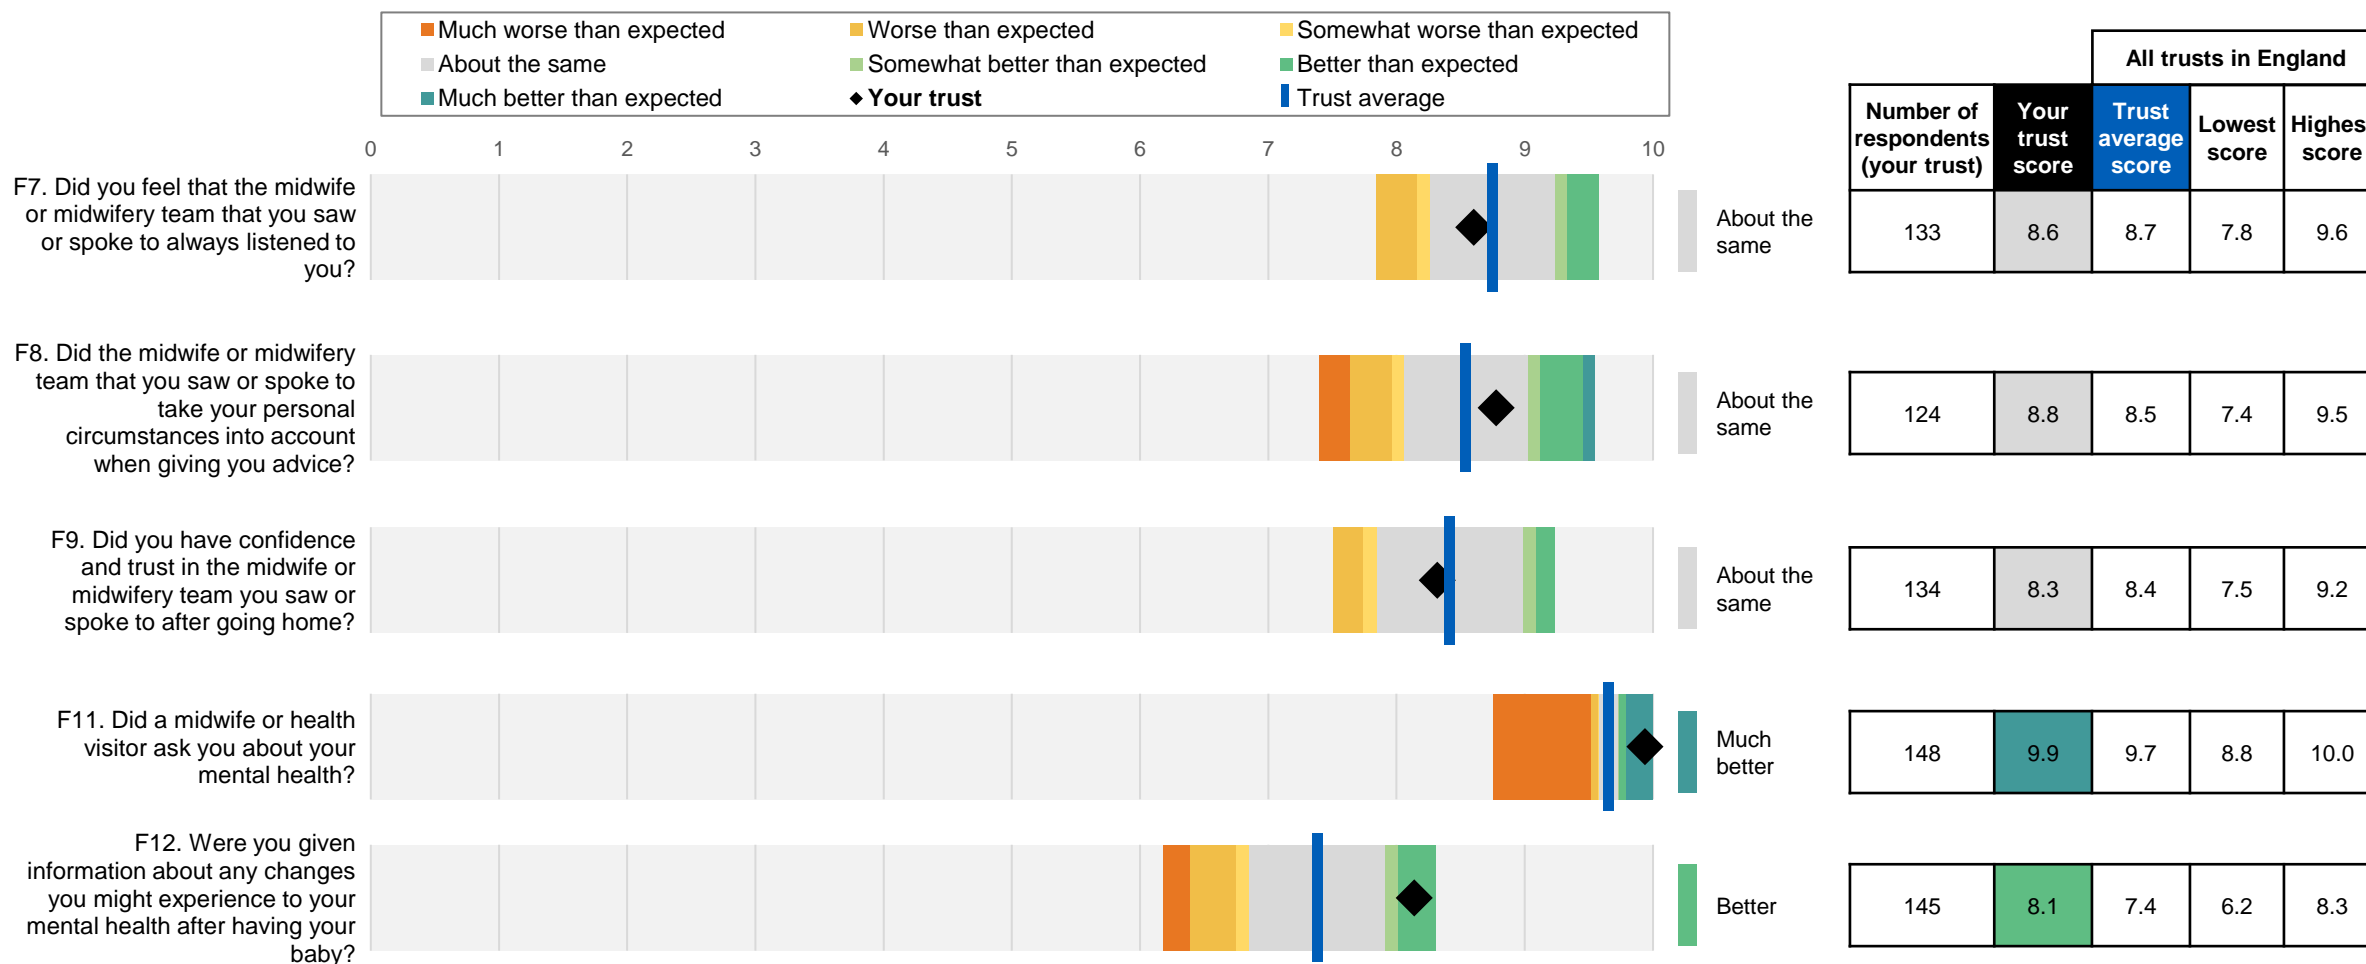 Much worse than expected
Worse than expected
Somewhat worse than expected
About the same
Somewhat better than expected
Better than expected
Much better than expected
Your trust
Trust average
All trusts in England
Number of
respondents
(your trust)
Your
trust
score
Trust
average
score
Lowest
score
Highes
score
0 1 2 3 4 5 6 7 8 9 10
F7. Did you feel that the midwife
or midwifery team that you saw
or spoke to always listened to
you?
About the
same
133 8.6 8.7 7.8 9.6
F8. Did the midwife or midwifery
team that you saw or spoke to
take your personal
circumstances into account
when giving you advice?
About the
same
124 8.8 8.5 7.4 9.5
F9. Did you have confidence
and trust in the midwife or
midwifery team you saw or
spoke to after going home?
About the
same
134 8.3 8.4 7.5 9.2
F11. Did a midwife or health
visitor ask you about your
mental health?
Much
better
148 9.9 9.7 8.8 10.0
F12. Were you given
information about any changes
you might experience to your
mental health after having your
baby?
Better
145 8.1 7.4 6.2 8.3